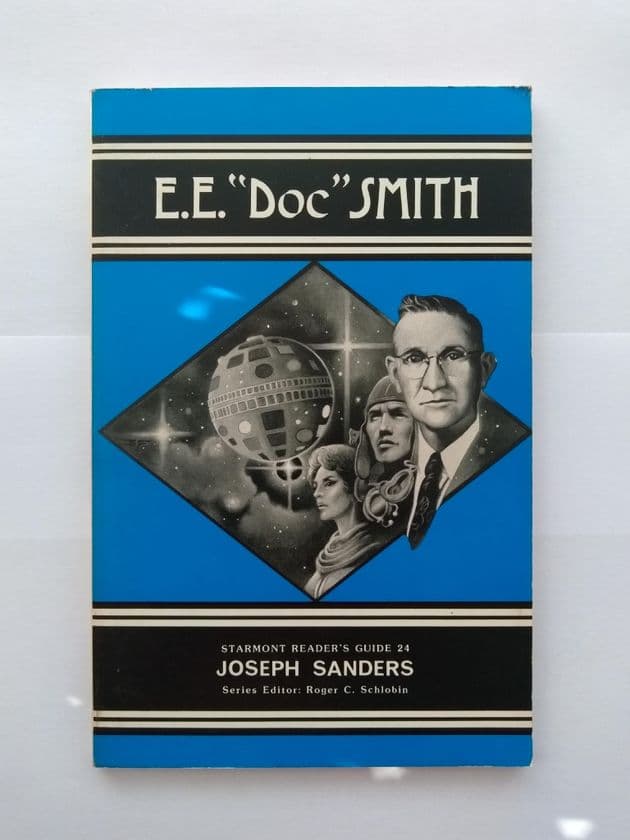 E.E. “Doc” SMITH
STARMONT READER'S GUIDE 24
JOSEPH SANDERS
Series Editor: Roger C. Schlobin